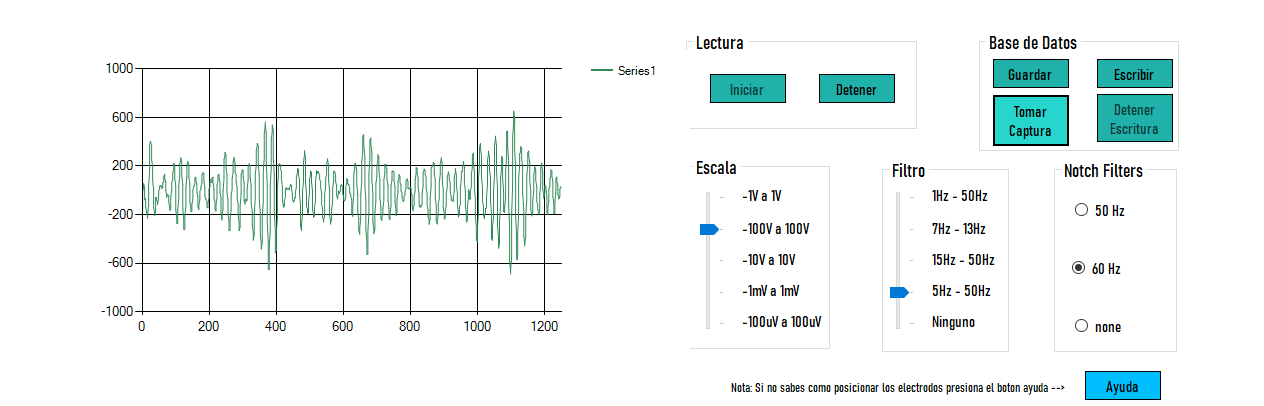 1000
600
200
-200
-600
-1000
0
200
400
600
800
1000
1200
Series1
Lectura
Iniciar
Detener
Base de Datos
Guardar
Escribir
Tomar
Captura
Detener
Escritura
Escala
-1V a 1V
-100V a 100V
-10V a 10V
-1mV a 1mV
-100uV a 100uV
Filtro
1Hz - 50Hz
7Hz - 13Hz
15Hz - 50Hz
5Hz - 50Hz
Ninguno
Notch Filters
50 Hz
60 Hz
none
Nota: Si no sabes como posicionar los electrodos presiona el boton ayuda -->
Ayuda